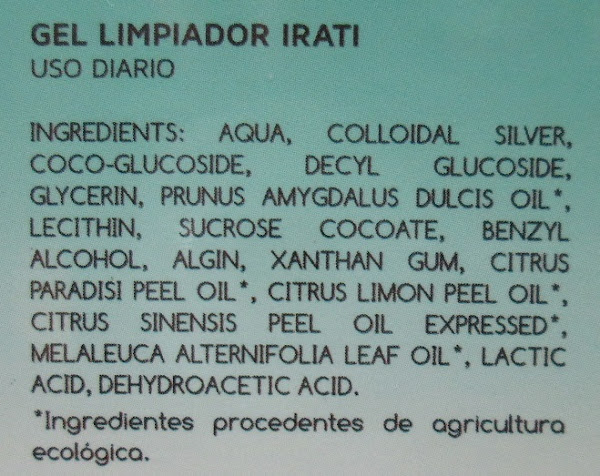 GEL LIMPIADOR IRATI
USO DIARIO
INGREDIENTS: AQUA, COLLOIDAL SILVER,
COCO-GLUCOSIDE, DECYL GLUCOSIDE,
GLYCERIN, PRUNUS AMYGDALUS DULCIS OIL*,
LECITHIN, SUCROSE COCOATE, BENZYL
ALCOHOL, ALGIN, XANTHAN GUM, CITRUS
PARADISI PEEL OIL*, CITRUS LIMON PEEL OIL*,
CITRUS SINENSIS PEEL OIL EXPRESSED*,
MELALEUCA ALTERNIFOLIA LEAF OIL*, LACTIC
ACID, DEHYDROACETIC ACID.
*Ingredientes procedentes de agricultura
ecológica.